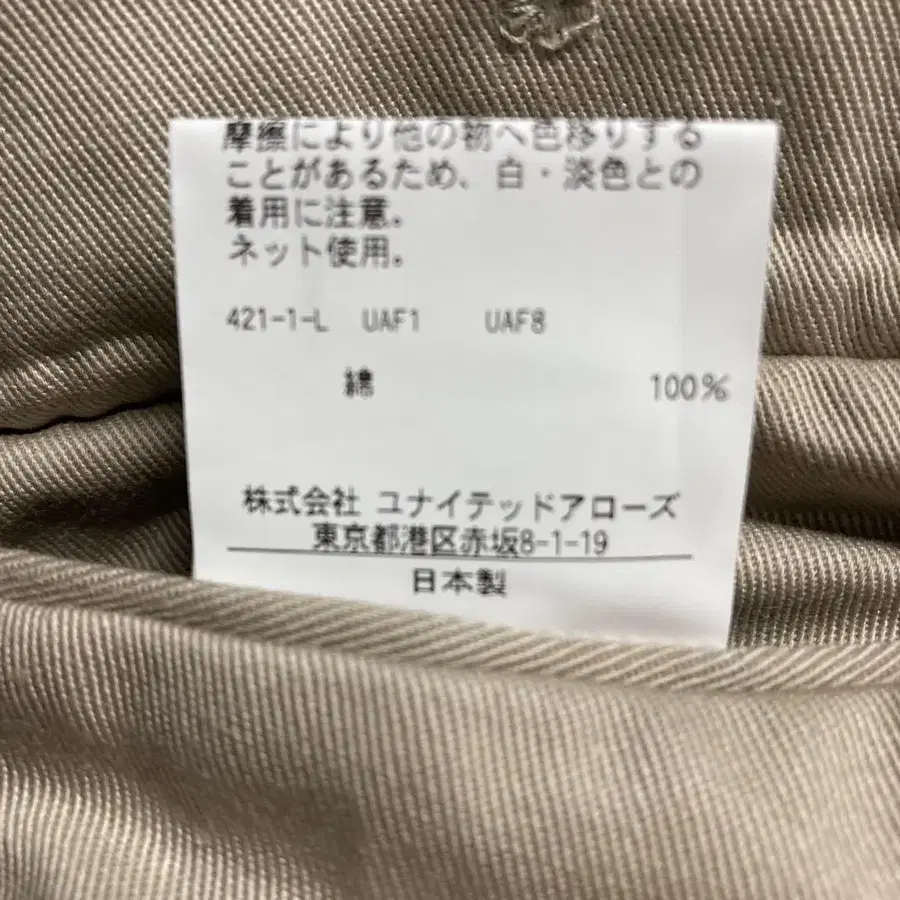 摩擦により他の物へ色移りする
ことがあるため、白・淡色との
着用に注意。
ネット使用。
421-1-L UAF1 UAF8
綿 100%
株式会社 ユナイテッドアローズ
東京都港区赤坂8-1-19
日本製